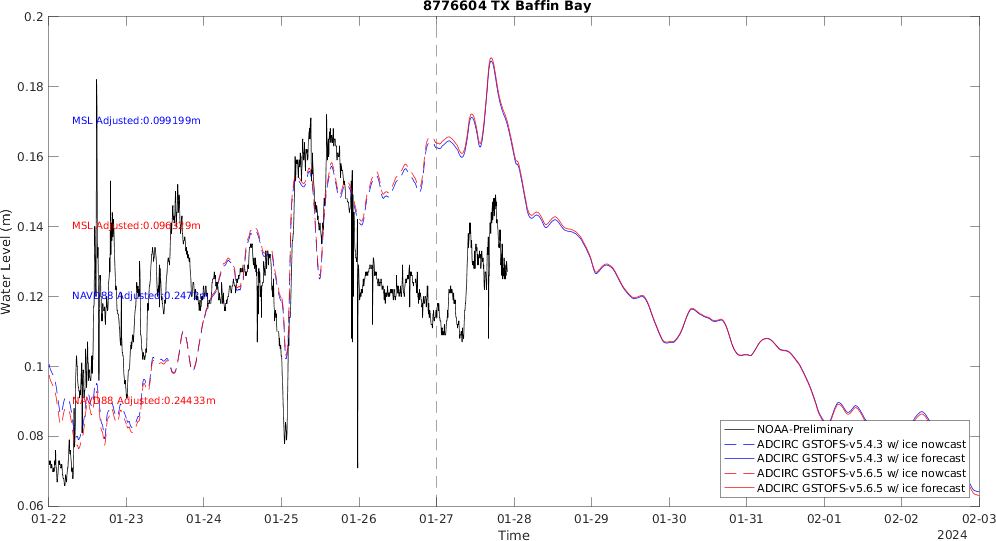 8776604 TX Baffin Bay
0.2
0.18
0.16
0.14
0.12
0.1
0.08
0.06
Water Level (m)
MSL Adjusted:0.099199m
MSL Adjusted:0.096329m
NAVD88 Adjusted:0.2472m
NAVD88 Adjusted:0.24433m
NOAA-Preliminary
ADCIRC GSTOFS-v5.4.3 w/ ice nowcast
ADCIRC GSTOFS-v5.4.3 w/ ice forecast
ADCIRC GSTOFS-v5.6.5 w/ ice nowcast
ADCIRC GSTOFS-v5.6.5 w/ ice forecast
01-22 01-23 01-24 01-25 01-26 01-27 01-28 01-29 01-30 01-31 02-01 02-02 02-03
Time
2024